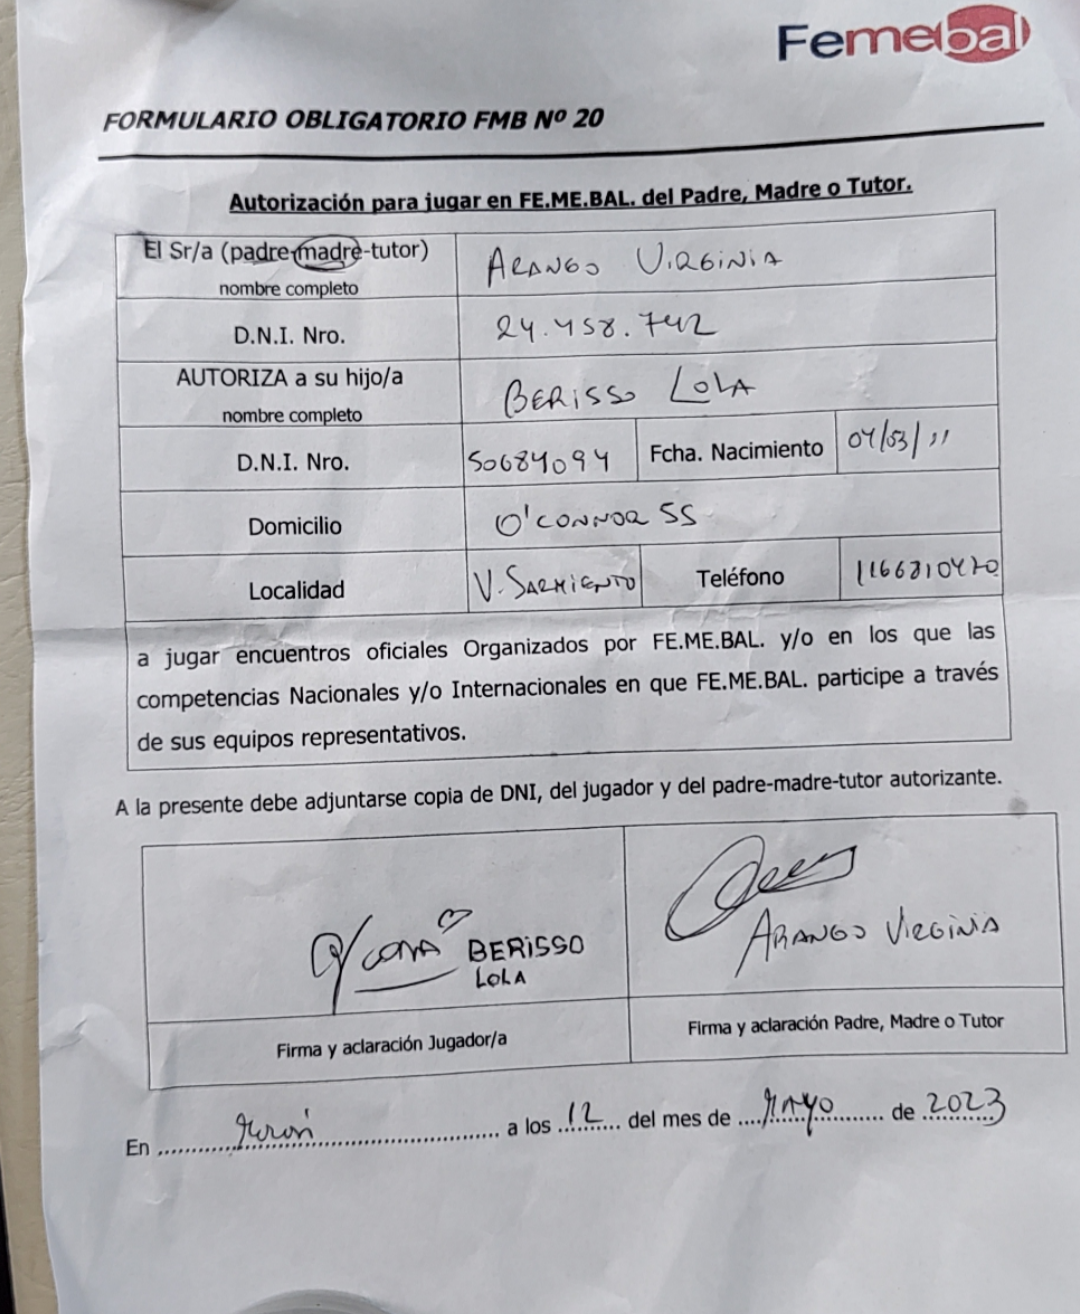 Femebal
FORMULARIO OBLIGATORIO FMB Nº 20
Autorización para jugar en FE.ME.BAL. del Padre, Madre o Tutor.
El Sr/a (padre-madre-tutor)
nombre completo
ARANGO VIRGINIA
D.N.I. Nro.
24.458.742
AUTORIZA a su hijo/a
nombre completo
BERISSO LOLA
D.N.I. Nro.
50684094
Fcha. Nacimiento
04/03/11
Domicilio
O'CONNOR 55
Localidad
V. SARMIENTO
Teléfono
a jugar encuentros oficiales Organizados por FE.ME.BAL. y/o en los que las
competencias Nacionales y/o Internacionales en que FE.ME.BAL. participe a través
de sus equipos representativos.
A la presente debe adjuntarse copia de DNI, del jugador y del padre-madre-tutor autorizante.
BERISSO
LOLA
ARANGO VIRGINIA
Firma y aclaración Jugador/a
Firma y aclaración Padre, Madre o Tutor
En ........ a los 12 del mes de MAYO de 2023